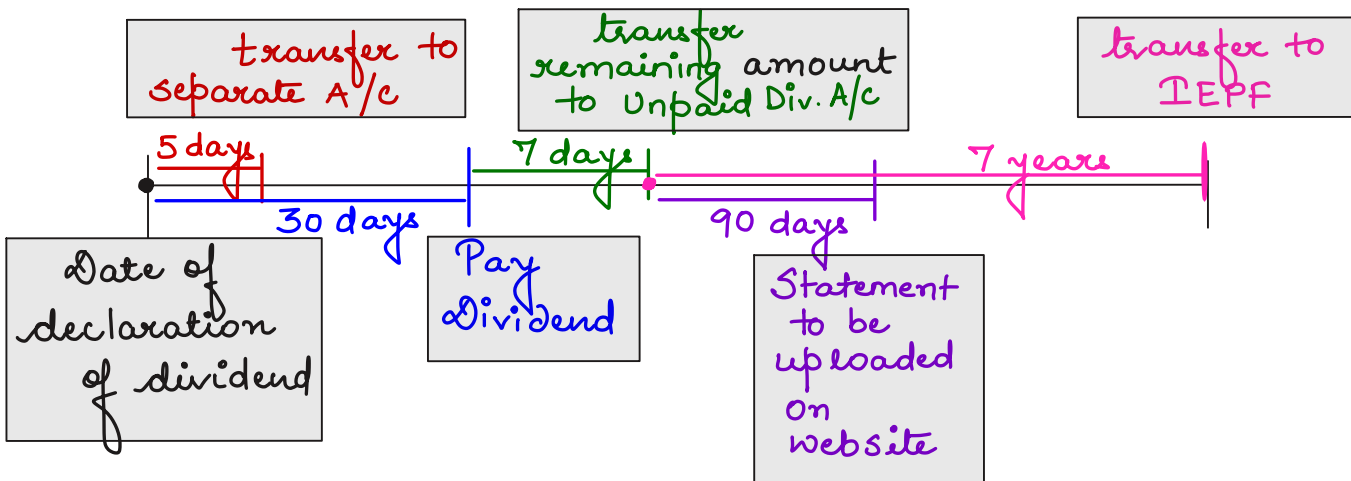 transfer to
separate A/C
transfer
remaining amount
to Unpaid Div. A/C
transfer to
IEPF
5 days
7 days
7 years
30 days
90 days
Date of
declaration
of dividend
Pay
Dividend
Statement
to be
uploaded
on
website